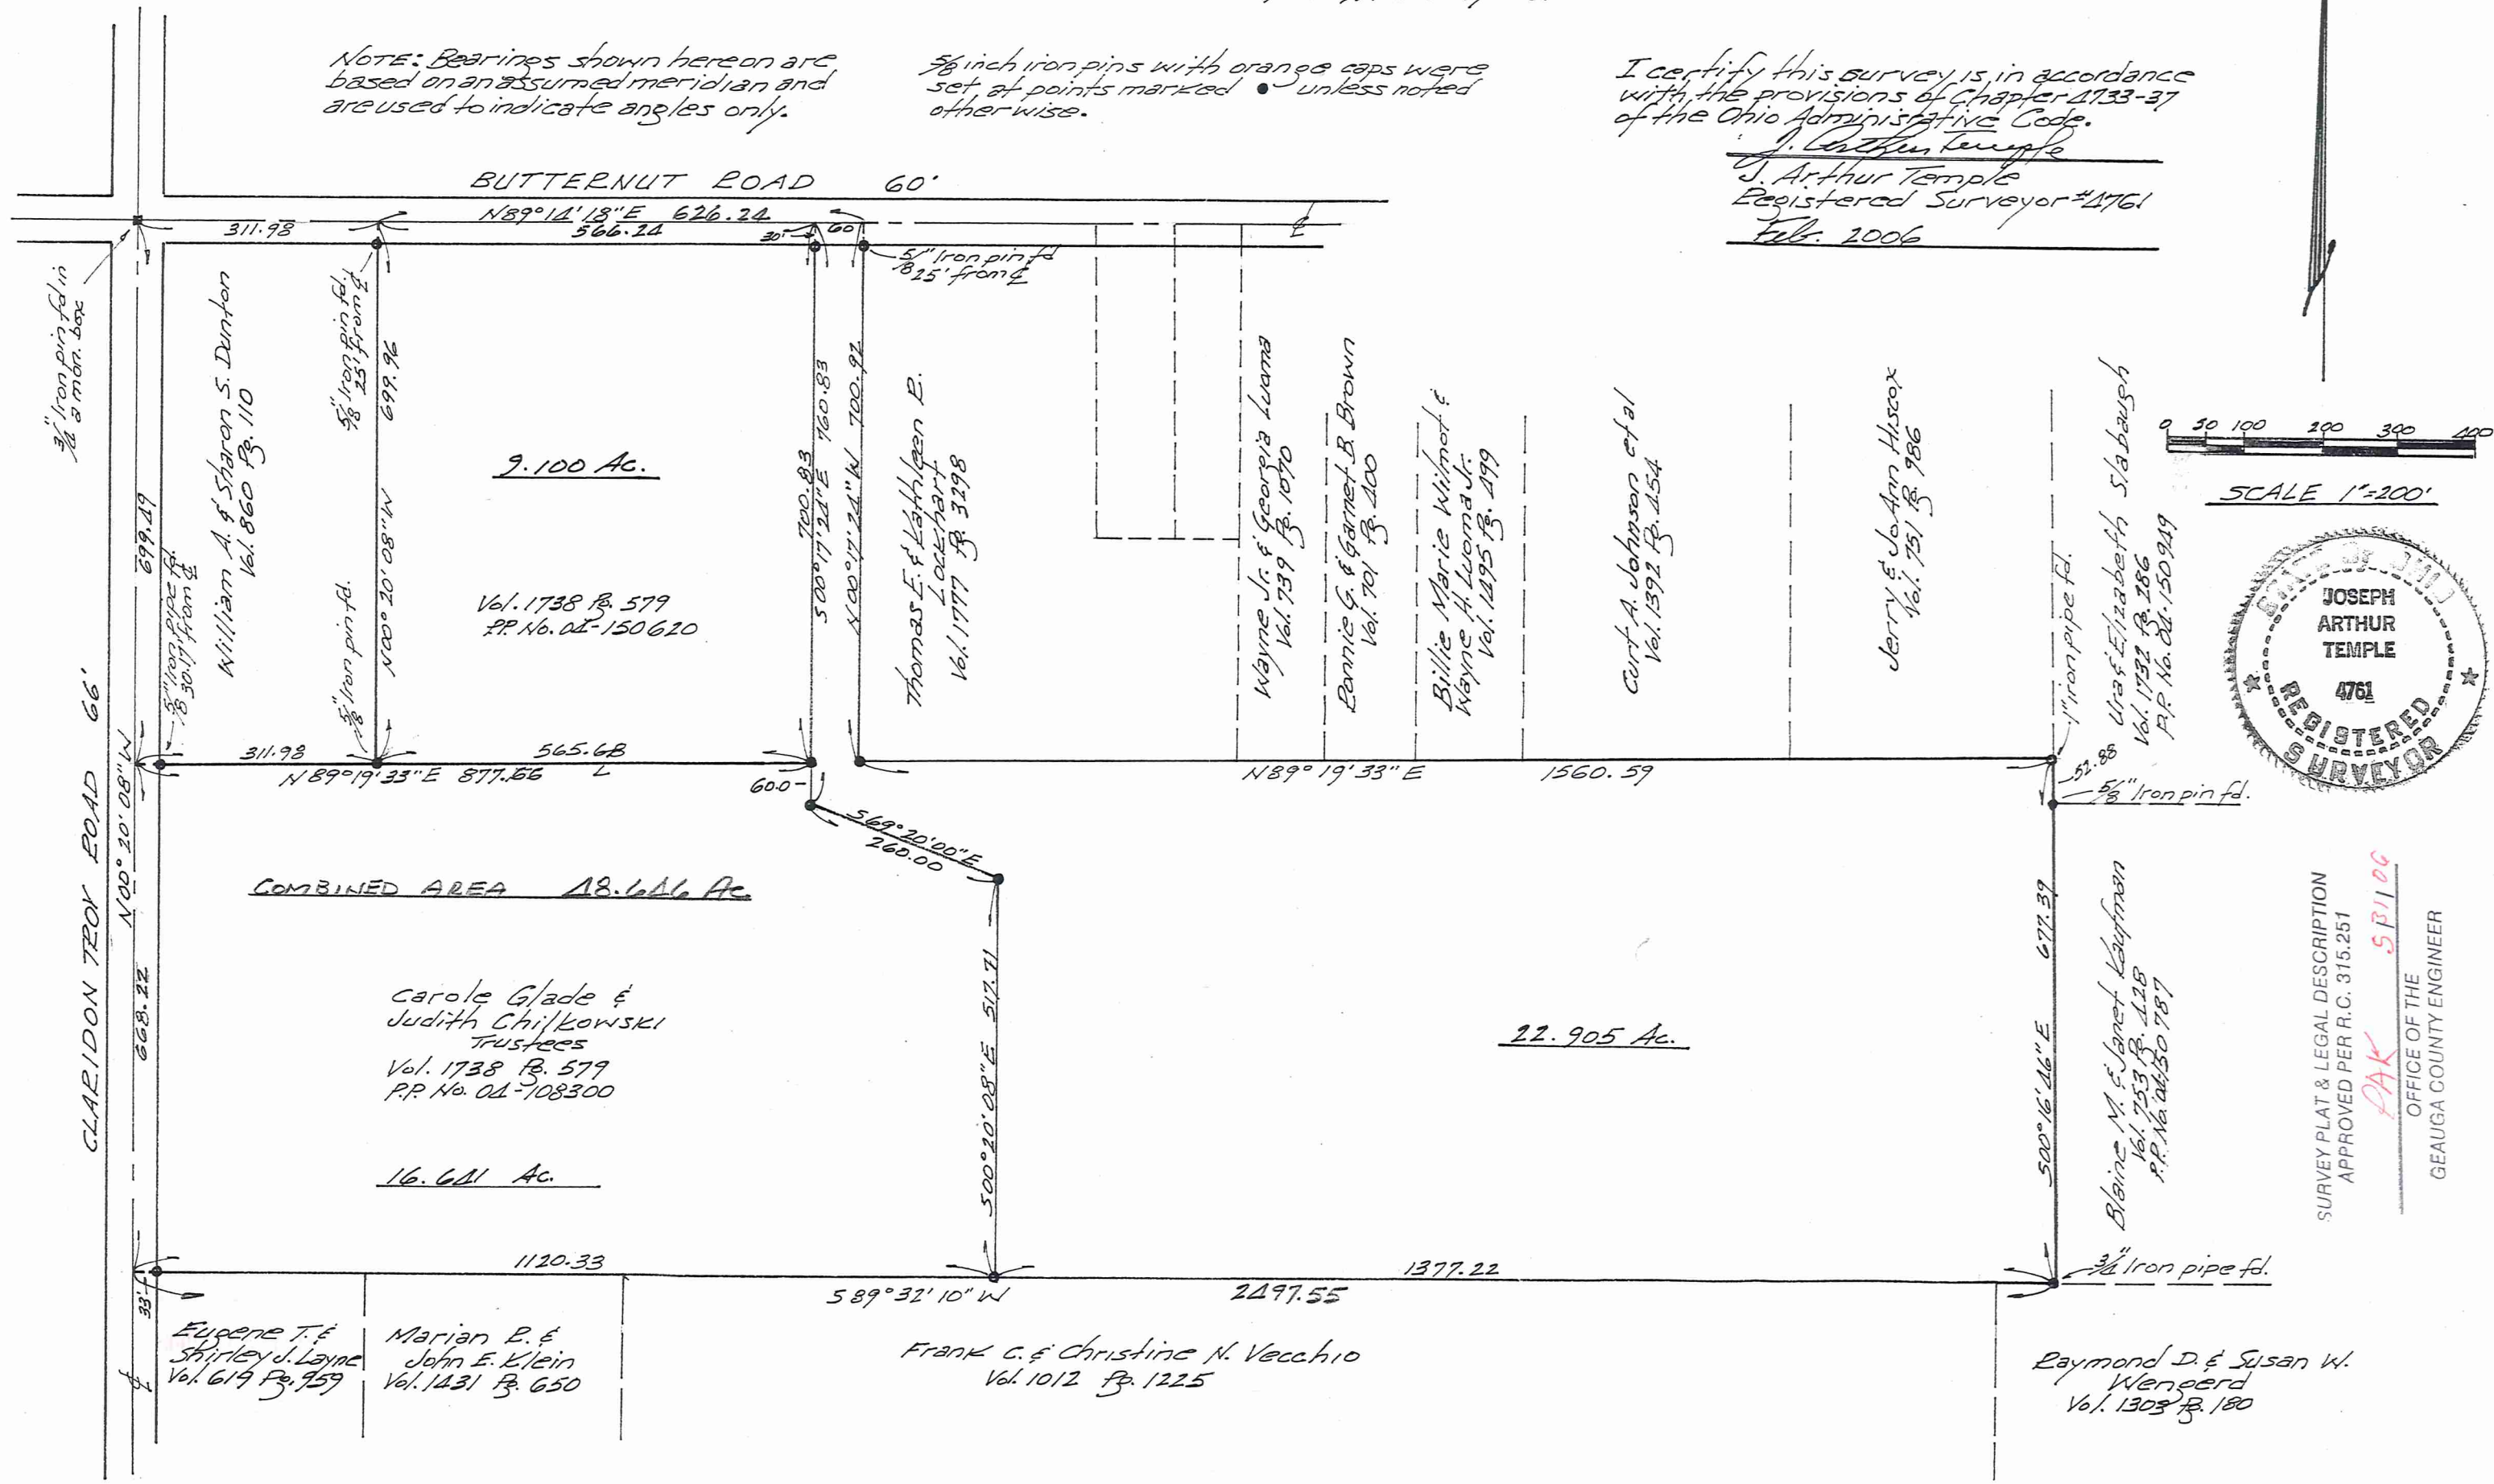 NOTE: Bearings shown hereon are
based on an assumed meridian and
are used to indicate angles only.
5/8 inch iron pins with orange caps were
set at points marked ● unless noted
otherwise.
I certify this survey is in accordance
with the provisions of Chapter 4733-37
of the Ohio Administrative Code.
J. Arthur Temple
J. Arthur Temple
Registered Surveyor #4761
Feb. 2006
BUTTERNUT ROAD 60'
N89°14'18"E 626.24
311.98
566.24
30'
60
5/8" Iron pin fd
25' from ℄
℄
3/4" Iron pin fd in
a mon. box
William A. & Sharon S. Dunton
Vol. 860 Pg. 110
5/8" Iron pin fd.
25' from ℄
699.96
N00°20'08"W
5/8" Iron pin fd.
699.49
5/8" Iron pipe fd.
30.17' from ℄
9.100 Ac.
Vol. 1738 Pg. 579
P.P. No. 04-150620
700.83
S00°17'24"E 760.83
N00°17'24"W 700.92
Thomas E. & Kathleen R.
Lockhart
Vol. 1777 Pg. 3298
Wayne Jr. & Georgia Luoma
Vol. 739 Pg. 1070
Ronnie G. & Garnet B. Brown
Vol. 701 Pg. 400
Billie Marie Wilmot &
Wayne H. Luoma Jr.
Vol. 1495 Pg. 499
Curt A. Johnson et al
Vol. 1392 Pg. 454
Jerry & JoAnn Hiscox
Vol. 751 Pg. 986
1" iron pipe fd.
Ura & Elizabeth Slabaugh
Vol. 1732 Pg. 286
P.P. No. 04-150949
0 50 100 200 300 400
SCALE 1"=200'
STATE OF OHIO
JOSEPH
ARTHUR
TEMPLE
4761
REGISTERED
SURVEYOR
311.98
565.68
N89°19'33"E 877.66
60.0
N89°19'33"E 1560.59
52.88
5/8" Iron pin fd.
S69°20'00"E
260.00
CLARIDON TROY ROAD 66'
N00°20'08"W
668.22
COMBINED AREA 48.646 Ac
Carole Glade &
Judith Chilkowski
Trustees
Vol. 1738 Pg. 579
P.P. No. 04-108300
16.641 Ac.
S00°20'08"E 517.71
22.905 Ac.
S00°16'46"E 677.39
Blaine M. & Janet Kaufman
Vol. 753 Pg. 428
P.P. No. 04-150787
SURVEY PLAT & LEGAL DESCRIPTION
APPROVED PER R.C. 315.251
OFFICE OF THE
GEAUGA COUNTY ENGINEER
1120.33
1377.22
3/4" Iron pipe fd.
S89°32'10"W
2497.55
33'
℄
Eugene T. &
Shirley J. Layne
Vol. 619 Pg. 959
Marian R. &
John E. Klein
Vol. 1431 Pg. 650
Frank C. & Christine N. Vecchio
Vol. 1012 Pg. 1225
Raymond D. & Susan W.
Wengerd
Vol. 1303 Pg. 180